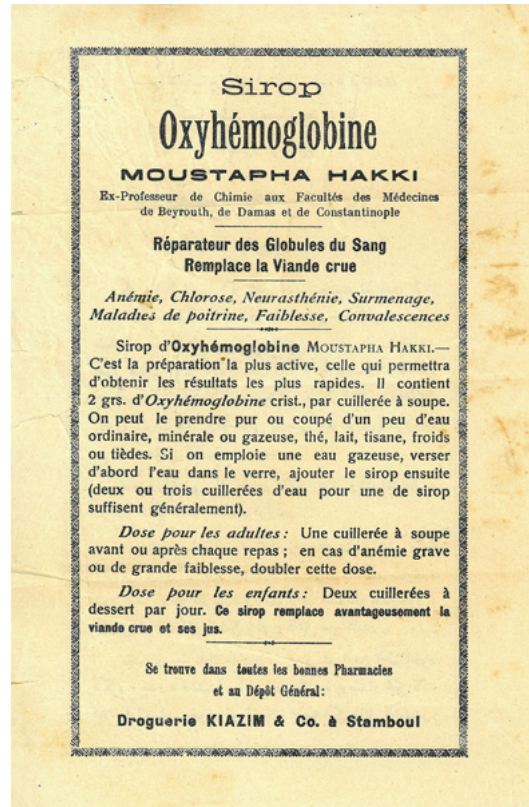 Sirop
Oxyhémoglobine
MOUSTAPHA HAKKI
Ex-Professeur de Chimie aux Facultés des Médecines
de Beyrouth, de Damas et de Constantinople
Réparateur des Globules du Sang
Remplace la Viande crue
Anémie, Chlorose, Neurasthénie, Surmenage,
Maladies de poitrine, Faiblesse, Convalescences
Sirop d'Oxyhémoglobine MOUSTAPHA HAKKI.—
C'est la préparation la plus active, celle qui permettra
d'obtenir les résultats les plus rapides. Il contient
2 grs. d'Oxyhémoglobine crist., par cuillerée à soupe.
On peut le prendre pur ou coupé d'un peu d'eau
ordinaire, minérale ou gazeuse, thé, lait, tisane, froids
ou tièdes. Si on emploie une eau gazeuse, verser
d'abord l'eau dans le verre, ajouter le sirop ensuite
(deux ou trois cuillerées d'eau pour une de sirop
suffisent généralement).
Dose pour les adultes : Une cuillerée à soupe
avant ou après chaque repas ; en cas d'anémie grave
ou de grande faiblesse, doubler cette dose.
Dose pour les enfants : Deux cuillerées à
dessert par jour. Ce sirop remplace avantageusement la
viande crue et ses jus.
Se trouve dans toutes les bonnes Pharmacies
et au Dépôt Général :
Droguerie KIAZIM & Co. à Stamboul